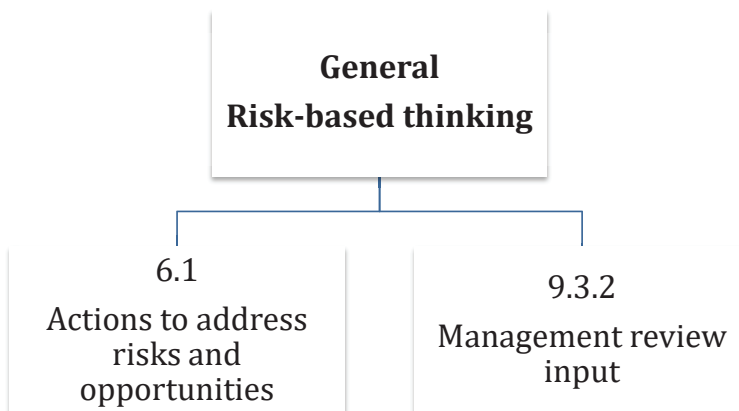 General
Risk-based thinking
6.1
Actions to address
risks and
opportunities
9.3.2
Management review
input